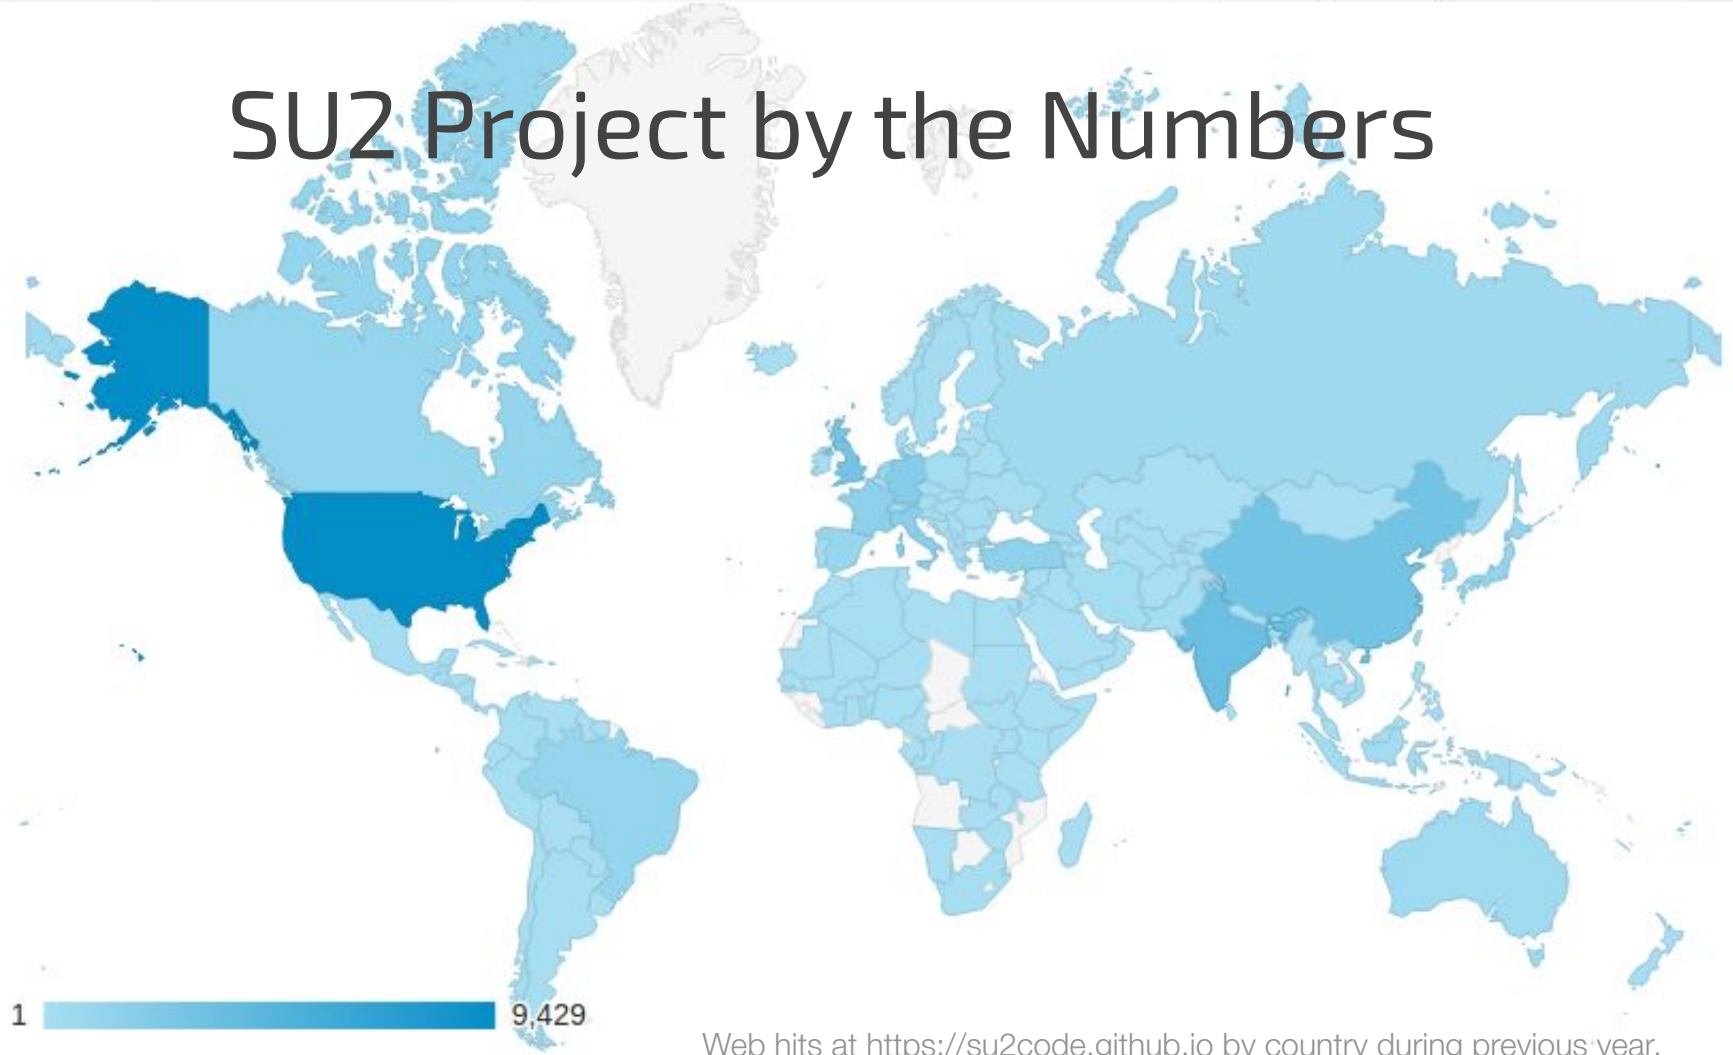 SU2 Project by the Numbers
1
9,429
Web hits at https://su2code.github.io by country during previous year.